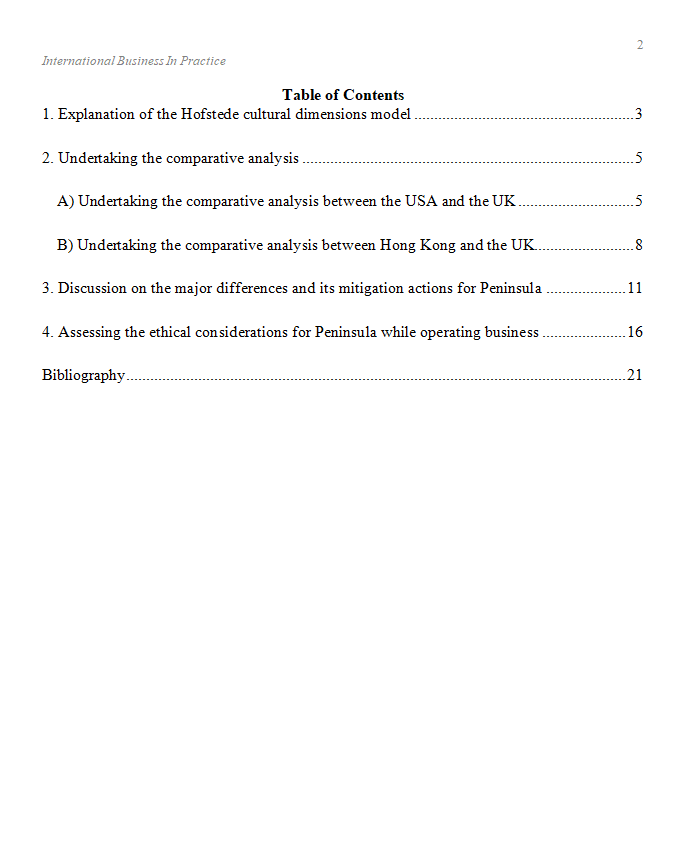 2
International Business In Practice
Table of Contents
1. Explanation of the Hofstede cultural dimensions model ........................................................3
2. Undertaking the comparative analysis .....................................................................................5
A) Undertaking the comparative analysis between the USA and the UK .............................5
B) Undertaking the comparative analysis between Hong Kong and the UK.........................8
3. Discussion on the major differences and its mitigation actions for Peninsula ....................11
4. Assessing the ethical considerations for Peninsula while operating business .....................16
Bibliography................................................................................................................................21